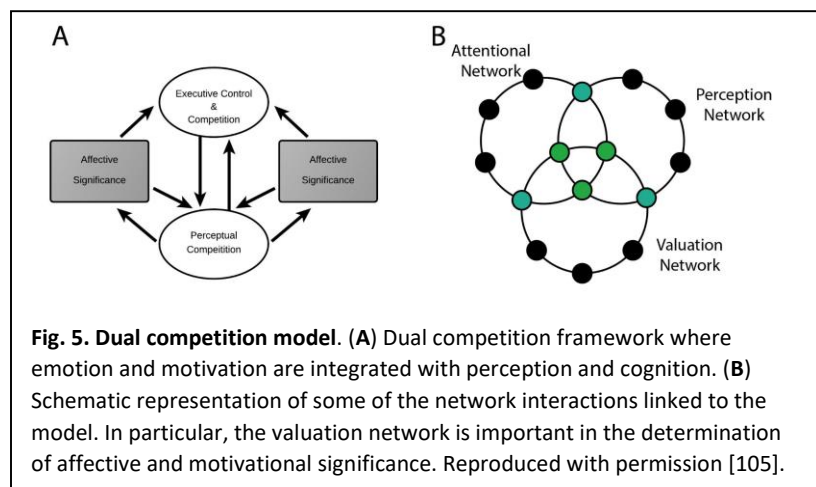 A
Executive Control
&
Competition
Affective
Significance
Affective
Significance
Perceptual
Compeitition
B
Attentional
Network
Perception
Network
Valuation
Network
Fig. 5. Dual competition model. (A) Dual competition framework where
emotion and motivation are integrated with perception and cognition. (B)
Schematic representation of some of the network interactions linked to the
model. In particular, the valuation network is important in the determination
of affective and motivational significance. Reproduced with permission [105].